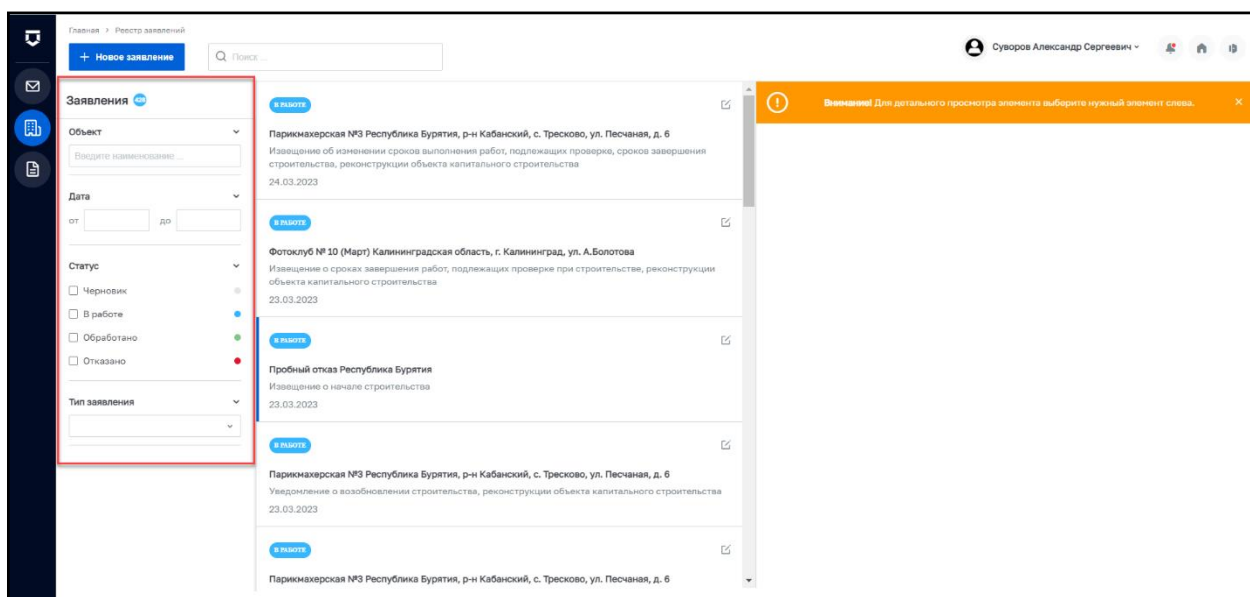 Главная > Реестр заявлений
+ Новое заявление
Поиск ...
Суворов Александр Сергеевич
Заявления 428
Объект
Введите наименование ...
Дата
от до
Статус
Черновик
В работе
Обработано
Отказано
Тип заявления
В РАБОТЕ
Парикмахерская №3 Республика Бурятия, р-н Кабанский, с. Тресково, ул. Песчаная, д. 6
Извещение об изменении сроков выполнения работ, подлежащих проверке, сроков завершения
строительства, реконструкции объекта капитального строительства
24.03.2023
В РАБОТЕ
Фотоклуб № 10 (Март) Калининградская область, г. Калининград, ул. А.Болотова
Извещение о сроках завершения работ, подлежащих проверке при строительстве, реконструкции
объекта капитального строительства
23.03.2023
В РАБОТЕ
Пробный отказ Республика Бурятия
Извещение о начале строительства
23.03.2023
В РАБОТЕ
Парикмахерская №3 Республика Бурятия, р-н Кабанский, с. Тресково, ул. Песчаная, д. 6
Уведомление о возобновлении строительства, реконструкции объекта капитального строительства
23.03.2023
В РАБОТЕ
Парикмахерская №3 Республика Бурятия, р-н Кабанский, с. Тресково, ул. Песчаная, д. 6
Внимание! Для детального просмотра элемента выберите нужный элемент слева.